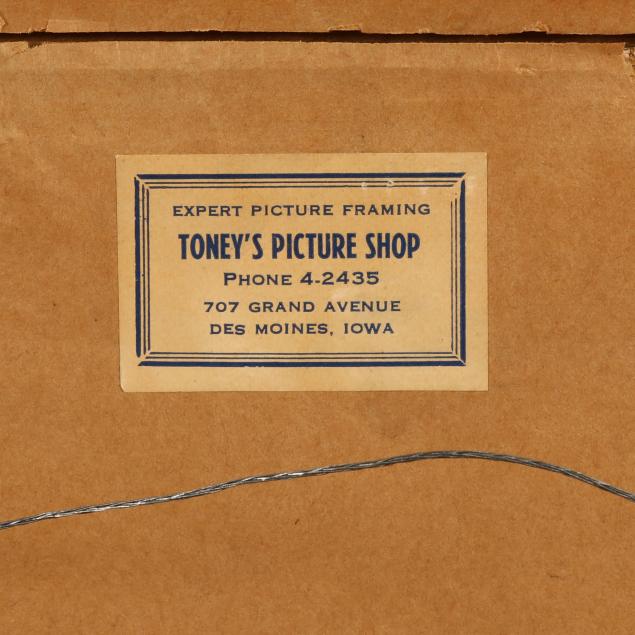 EXPERT PICTURE FRAMING
TONEY'S PICTURE SHOP
PHONE 4-2435
707 GRAND AVENUE
DES MOINES, IOWA